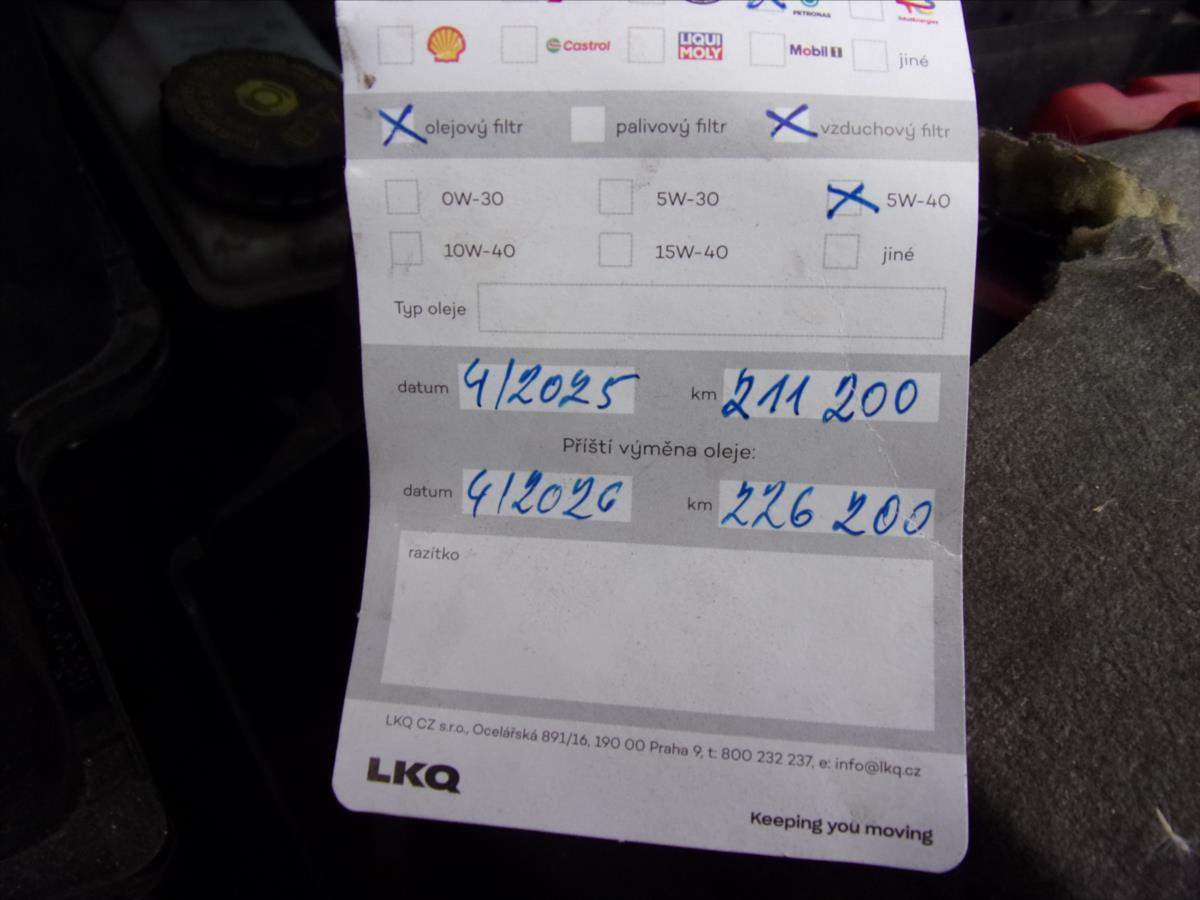 PETRONAS TotalEnergies
Castrol LIQUI MOLY Mobil 1 jiné
olejový filtr palivový filtr vzduchový filtr
0W-30 5W-30 5W-40
10W-40 15W-40 jiné
Typ oleje
datum 4/2025 km 211 200
Příští výměna oleje:
datum 4/2026 km 226 200
razítko
LKQ CZ s.r.o., Ocelářská 891/16, 190 00 Praha 9, t: 800 232 237, e: info@lkq.cz
LKQ
Keeping you moving